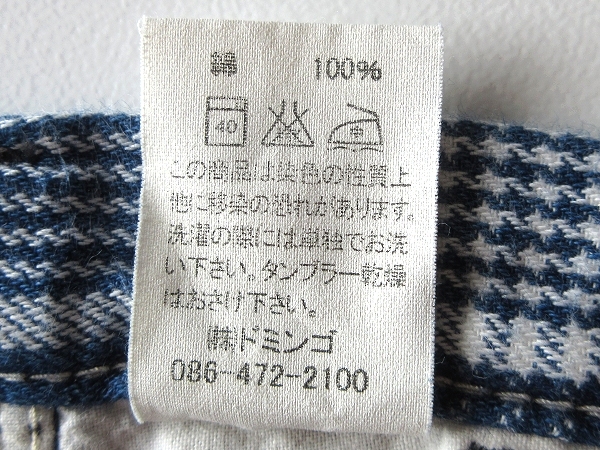 綿 100%
40 中
この商品は染色の性質上
他に移染の恐れがあります。
洗濯の際には単独でお洗
い下さい。タンブラー乾燥
はおさけ下さい。
㈱ドミンゴ
086-472-2100